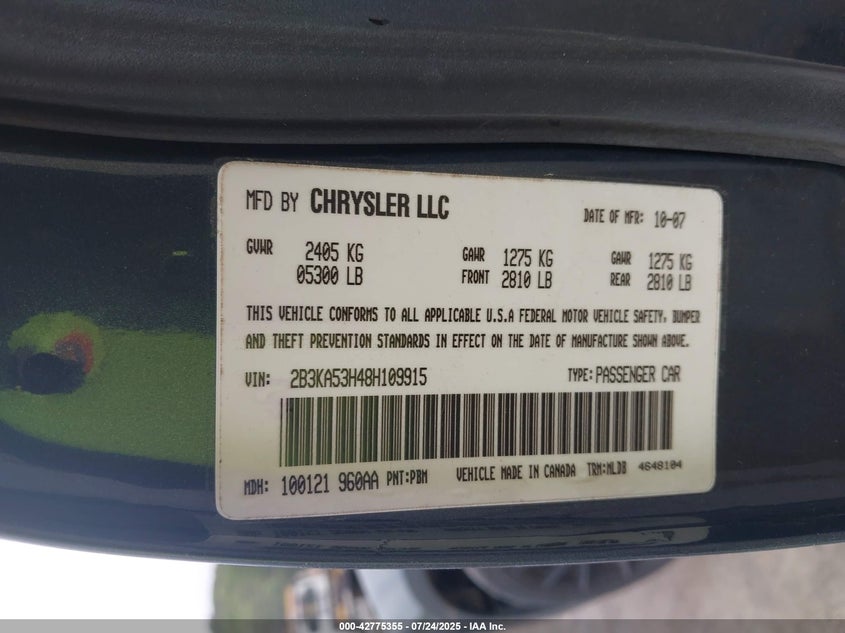 MFD BY CHRYSLER LLC
DATE OF MFR: 10-07
GVWR 2405 KG
05300 LB
GAWR 1275 KG
FRONT 2810 LB
GAWR 1275 KG
REAR 2810 LB
THIS VEHICLE CONFORMS TO ALL APPLICABLE U.S.A FEDERAL MOTOR VEHICLE SAFETY, BUMPER
AND THEFT PREVENTION STANDARDS IN EFFECT ON THE DATE OF MANUFACTURE SHOWN ABOVE.
VIN: 2B3KA53H48H109915 TYPE: PASSENGER CAR
MDH: 100121 960AA PNT:PBM VEHICLE MADE IN CANADA TRM:MLDB 4648104
000-42775355 - 07/24/2025 - IAA Inc.